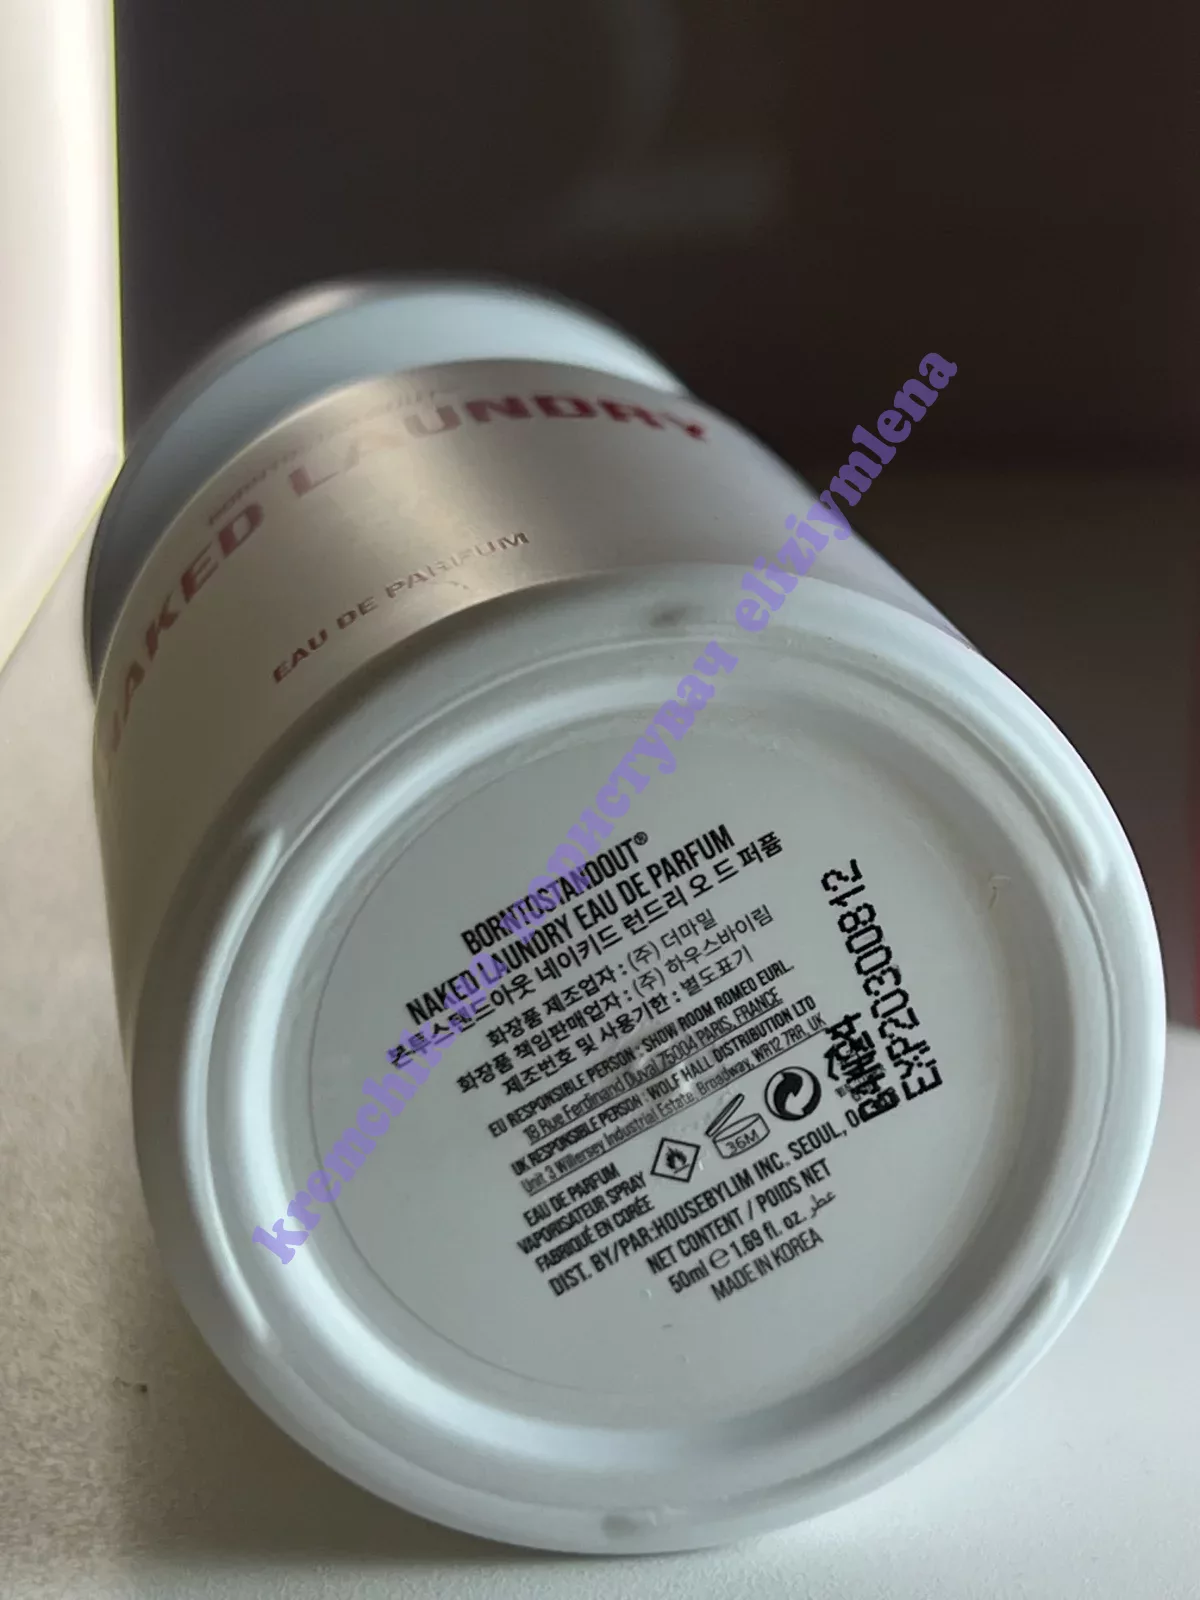 NAKED LAUNDRY
EAU DE PARFUM
BORNTOSTANDOUT®
NAKED LAUNDRY EAU DE PARFUM
본투스탠드아웃 네이키드 런드리 오 드 퍼퓸
화장품 제조업자 : (주) 더마밀
화장품 책임판매업자 : (주) 하우스바이림
제조번호 및 사용기한 : 별도표기
EU RESPONSIBLE PERSON : SHOW ROOM ROMEO EURL.
18 Rue Ferdinand Duval 75004 PARIS, FRANCE
UK RESPONSIBLE PERSON : WOLF HALL DISTRIBUTION LTD
Unit 3 Willersey Industrial Estate, Broadway, WR12 7RR, UK
EAU DE PARFUM
VAPORISATEUR SPRAY
FABRIQUÉ EN CORÉE
36M
DIST. BY/PAR:HOUSEBYLIM INC. SEOUL,
NET CONTENT / POIDS NET
50ml e 1.69 fl. oz. عطر
MADE IN KOREA
EXP20300812
kremchik.ua користувач eliziymlena